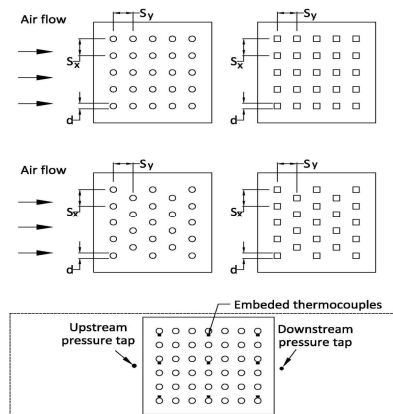 Air flow
Sy
Sx
d
Sy
Sx
d
Air flow
Sy
Sx
d
Sy
Sx
d
Embeded thermocouples
Upstream
pressure tap
Downstream
pressure tap